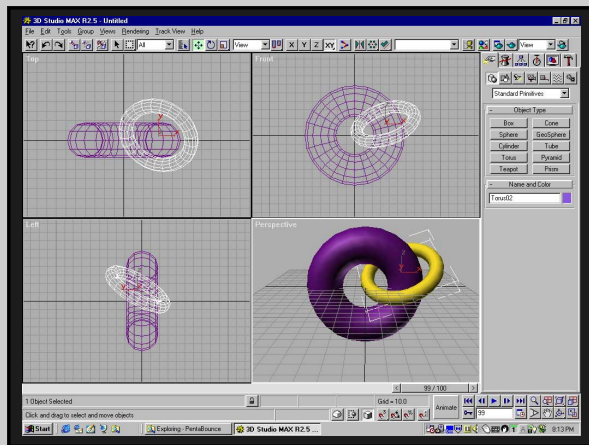 3D Studio MAX R2.5 - Untitled
File Edit Tools Group Views Rendering Track View Help
All View X Y Z XY View
Top
Front
Standard Primitives
- Object Type
Box Cone
Sphere GeoSphere
Cylinder Tube
Torus Pyramid
Teapot Prism
- Name and Color
Torus02
Left
Perspective
y x
z
99 / 100
1 Object Selected
Grid = 10.0
Animate
99
Click and drag to select and move objects
Start
Exploring - PentaBounce
3D Studio MAX R2.5 ...
8:13 PM